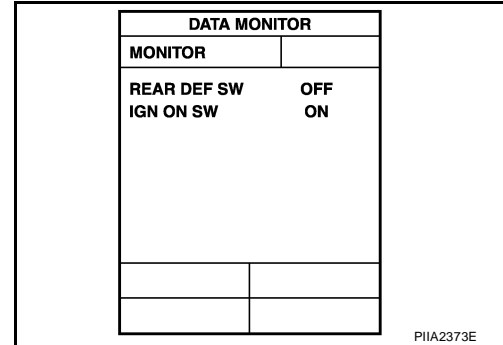 DATA MONITOR
MONITOR
REAR DEF SW OFF
IGN ON SW ON
PIIA2373E